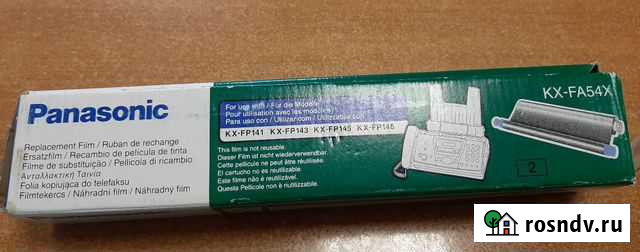 Panasonic
Replacement Film / Ruban de rechange
Ersatzfilm / Recambio de película de tinta
Filme de substituição / Pellicola di ricambio
Ανταλλακτική Ταινία
Folia kopiująca do telefaksu
Filmtekercs / Náhradní film / Náhradný film
For use with / Für die Modelle
Pour utilisation avec les modèles /
Para uso con / Utilizzabile con
KX-FP141 KX-FP143 KX-FP145 KX-FP148
This film is not reusable.
Dieser Film ist nicht wiederverwendbar.
Cette pellicule ne peut être réutilisée.
Esta película no es reutilizable.
Este filme não é reutilizável.
Questa Pellicole non è riutilizzabile.
KX-FA54X
2
rosndv.ru